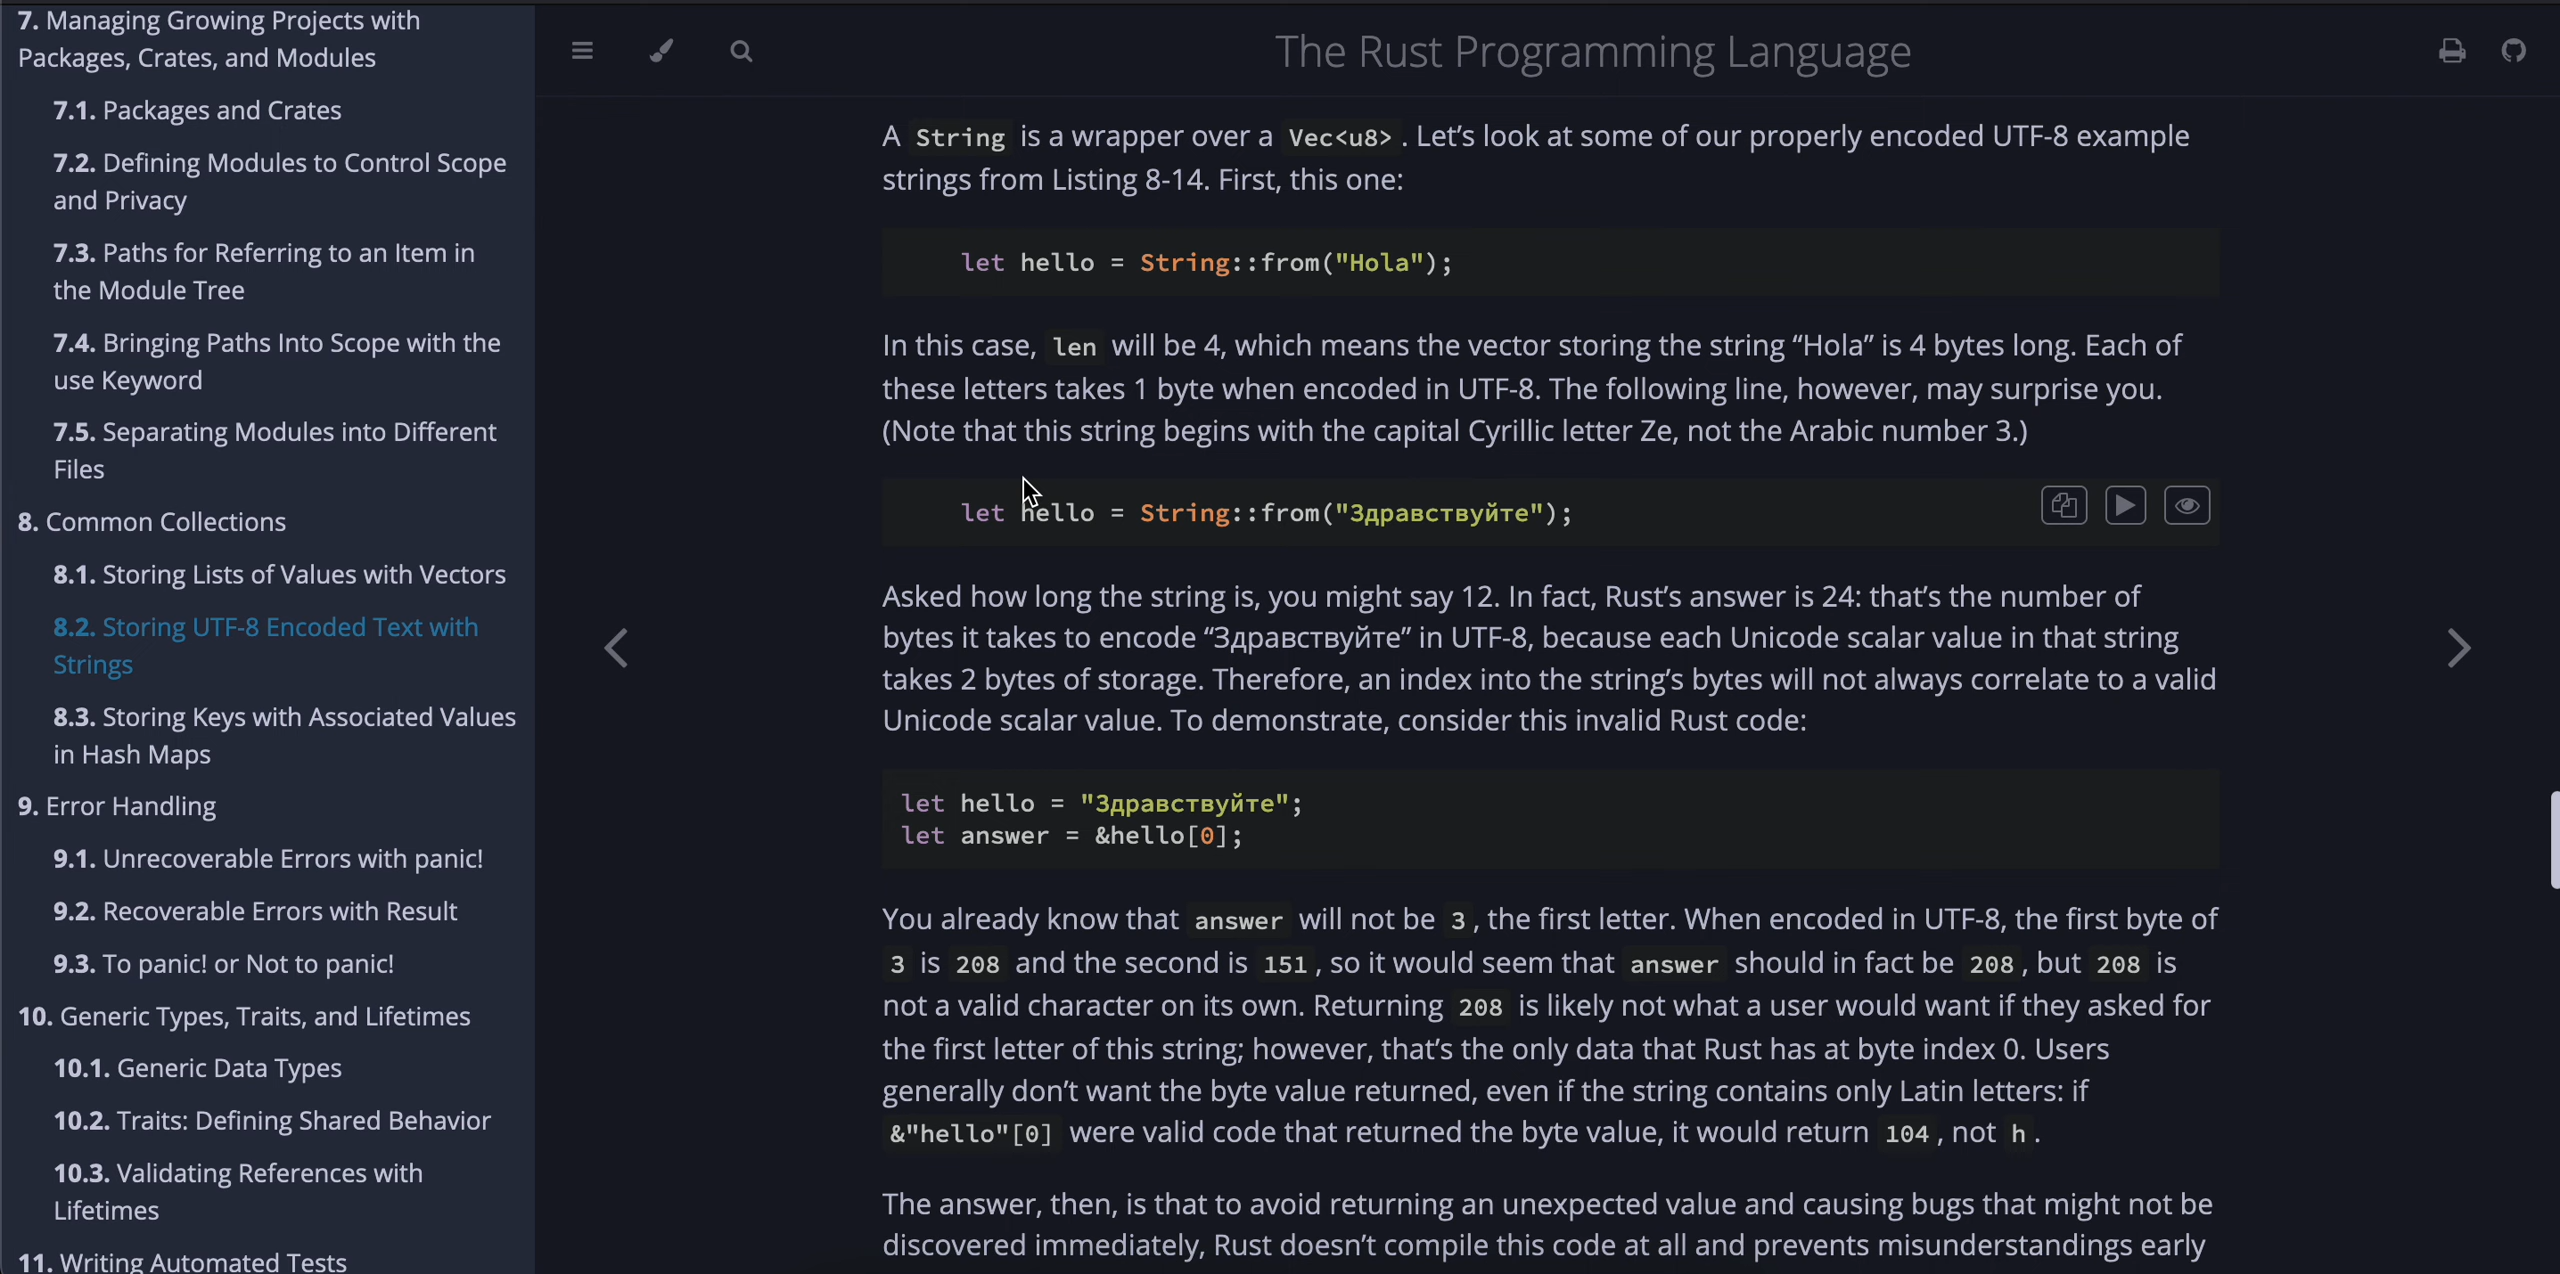 7. Managing Growing Projects with
Packages, Crates, and Modules
7.1. Packages and Crates
7.2. Defining Modules to Control Scope
and Privacy
7.3. Paths for Referring to an Item in
the Module Tree
7.4. Bringing Paths Into Scope with the
use Keyword
7.5. Separating Modules into Different
Files
8. Common Collections
8.1. Storing Lists of Values with Vectors
8.2. Storing UTF-8 Encoded Text with
Strings
8.3. Storing Keys with Associated Values
in Hash Maps
9. Error Handling
9.1. Unrecoverable Errors with panic!
9.2. Recoverable Errors with Result
9.3. To panic! or Not to panic!
10. Generic Types, Traits, and Lifetimes
10.1. Generic Data Types
10.2. Traits: Defining Shared Behavior
10.3. Validating References with
Lifetimes
11. Writing Automated Tests
The Rust Programming Language
A String is a wrapper over a Vec<u8>. Let’s look at some of our properly encoded UTF-8 example
strings from Listing 8-14. First, this one:
let hello = String::from("Hola");
In this case, len will be 4, which means the vector storing the string “Hola” is 4 bytes long. Each of
these letters takes 1 byte when encoded in UTF-8. The following line, however, may surprise you.
(Note that this string begins with the capital Cyrillic letter Ze, not the Arabic number 3.)
let hello = String::from("Здравствуйте");
Asked how long the string is, you might say 12. In fact, Rust’s answer is 24: that’s the number of
bytes it takes to encode “Здравствуйте” in UTF-8, because each Unicode scalar value in that string
takes 2 bytes of storage. Therefore, an index into the string’s bytes will not always correlate to a valid
Unicode scalar value. To demonstrate, consider this invalid Rust code:
let hello = "Здравствуйте";
let answer = &hello[0];
You already know that answer will not be З, the first letter. When encoded in UTF-8, the first byte of
З is 208 and the second is 151, so it would seem that answer should in fact be 208, but 208 is
not a valid character on its own. Returning 208 is likely not what a user would want if they asked for
the first letter of this string; however, that’s the only data that Rust has at byte index 0. Users
generally don’t want the byte value returned, even if the string contains only Latin letters: if
&"hello"[0] were valid code that returned the byte value, it would return 104, not h.
The answer, then, is that to avoid returning an unexpected value and causing bugs that might not be
discovered immediately, Rust doesn’t compile this code at all and prevents misunderstandings early